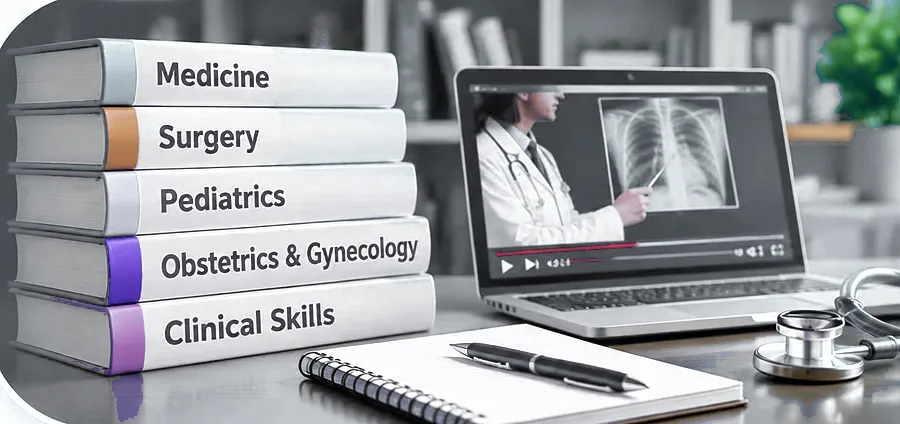 Medicine
Surgery
Pediatrics
Obstetrics & Gynecology
Clinical Skills